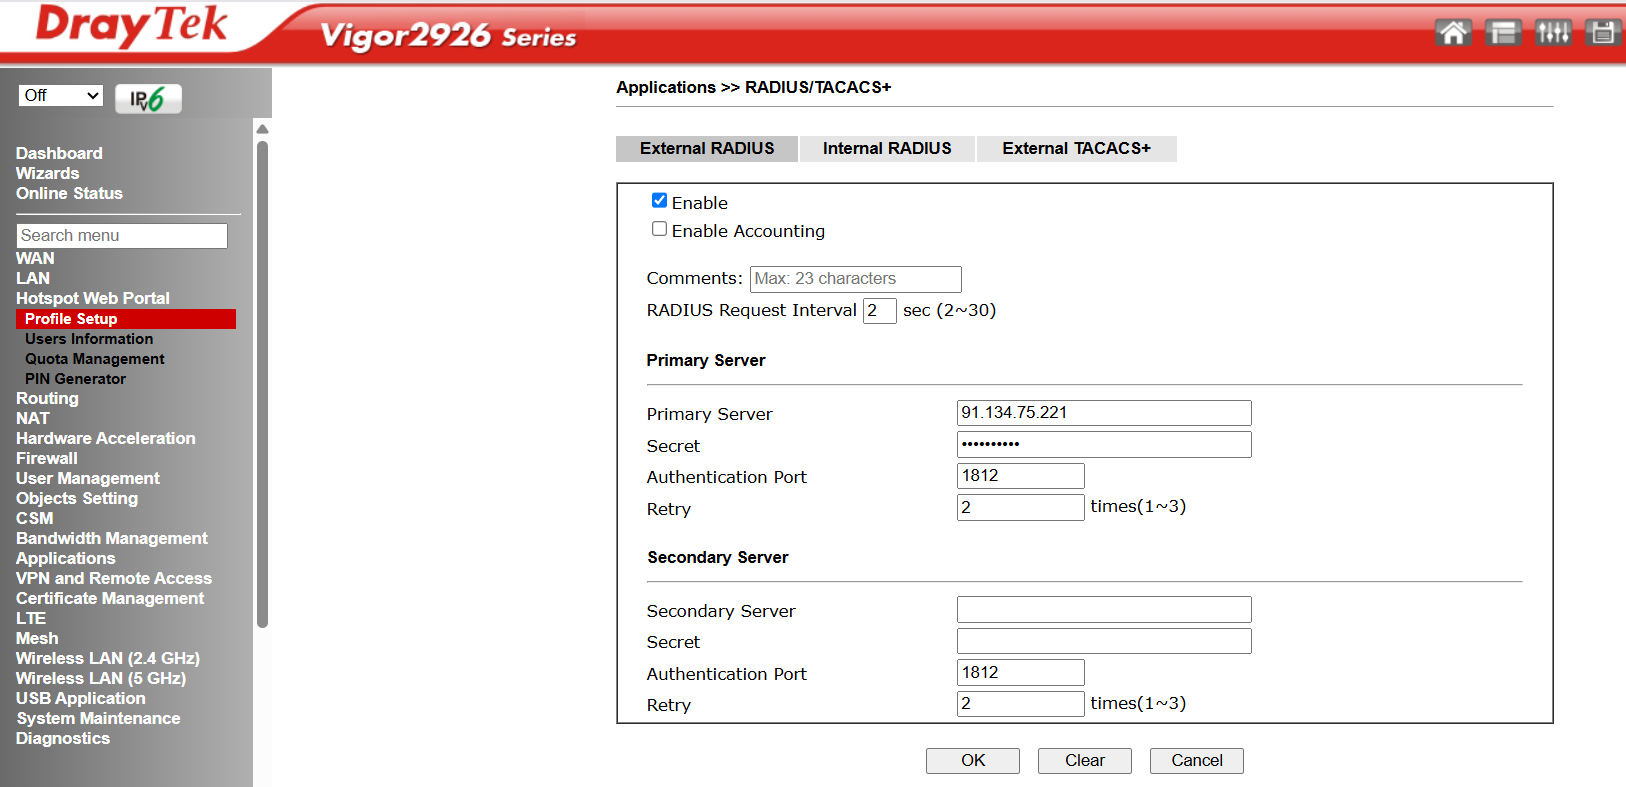 DrayTek
Vigor2926 Series
Off
IPv6
Dashboard
Wizards
Online Status
Search menu
WAN
LAN
Hotspot Web Portal
Profile Setup
Users Information
Quota Management
PIN Generator
Routing
NAT
Hardware Acceleration
Firewall
User Management
Objects Setting
CSM
Bandwidth Management
Applications
VPN and Remote Access
Certificate Management
LTE
Mesh
Wireless LAN (2.4 GHz)
Wireless LAN (5 GHz)
USB Application
System Maintenance
Diagnostics
Applications >> RADIUS/TACACS+
External RADIUS Internal RADIUS External TACACS+
Enable
Enable Accounting
Comments: Max: 23 characters
RADIUS Request Interval 2 sec (2~30)
Primary Server
Primary Server 91.134.75.221
Secret ••••••••••
Authentication Port 1812
Retry 2 times(1~3)
Secondary Server
Secondary Server
Secret
Authentication Port 1812
Retry 2 times(1~3)
OK Clear Cancel